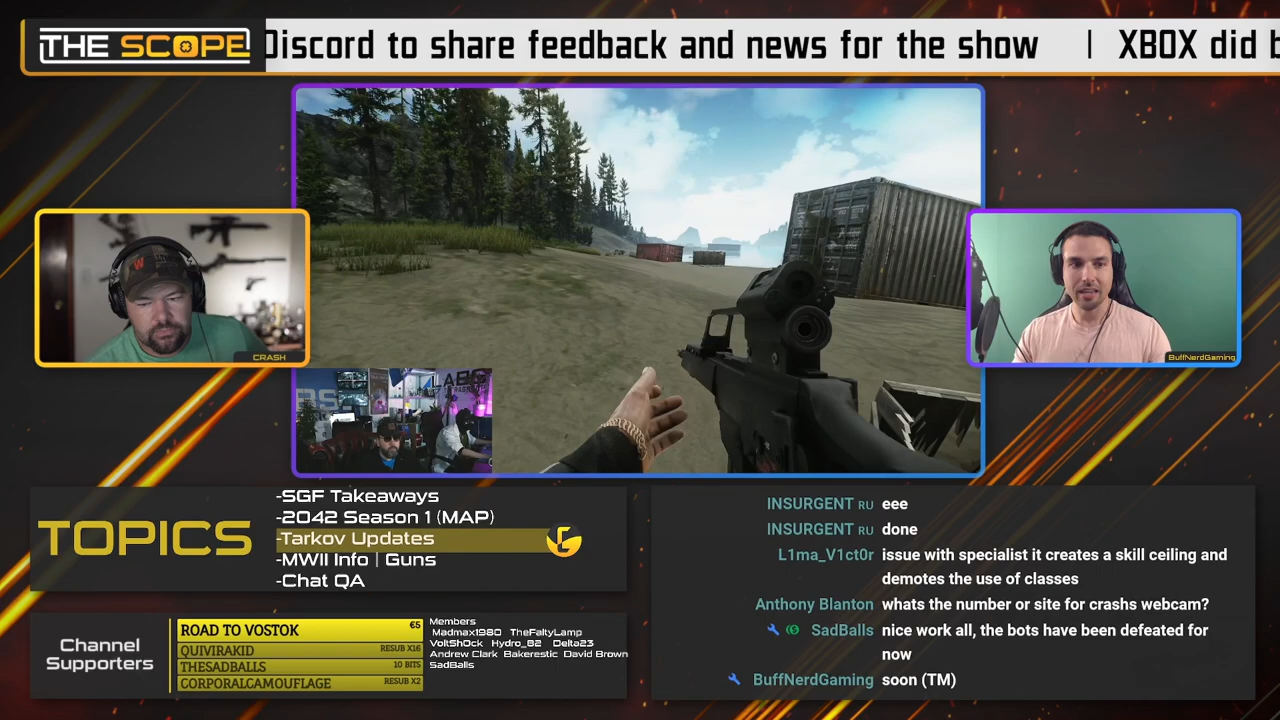 THE SCOPE
Discord to share feedback and news for the show | XBOX did b
CRASH
BuffNerdGaming
LABS
TOPICS
-SGF Takeaways
-2042 Season 1 (MAP)
-Tarkov Updates
-MWII Info | Guns
-Chat QA
Channel
Supporters
ROAD TO VOSTOK €5
QUIVIRAKID RESUB X16
THESADBALLS 10 BITS
CORPORALCAMOUFLAGE RESUB X2
Members
Madmax1980 TheFaltyLamp
VoltSh0ck Hydro_82 Delta23
Andrew Clark Bakerestic David Brown
SadBalls
INSURGENT RU eee
INSURGENT RU done
L1ma_V1ct0r issue with specialist it creates a skill ceiling and
demotes the use of classes
Anthony Blanton whats the number or site for crashs webcam?
SadBalls nice work all, the bots have been defeated for
now
BuffNerdGaming soon (TM)